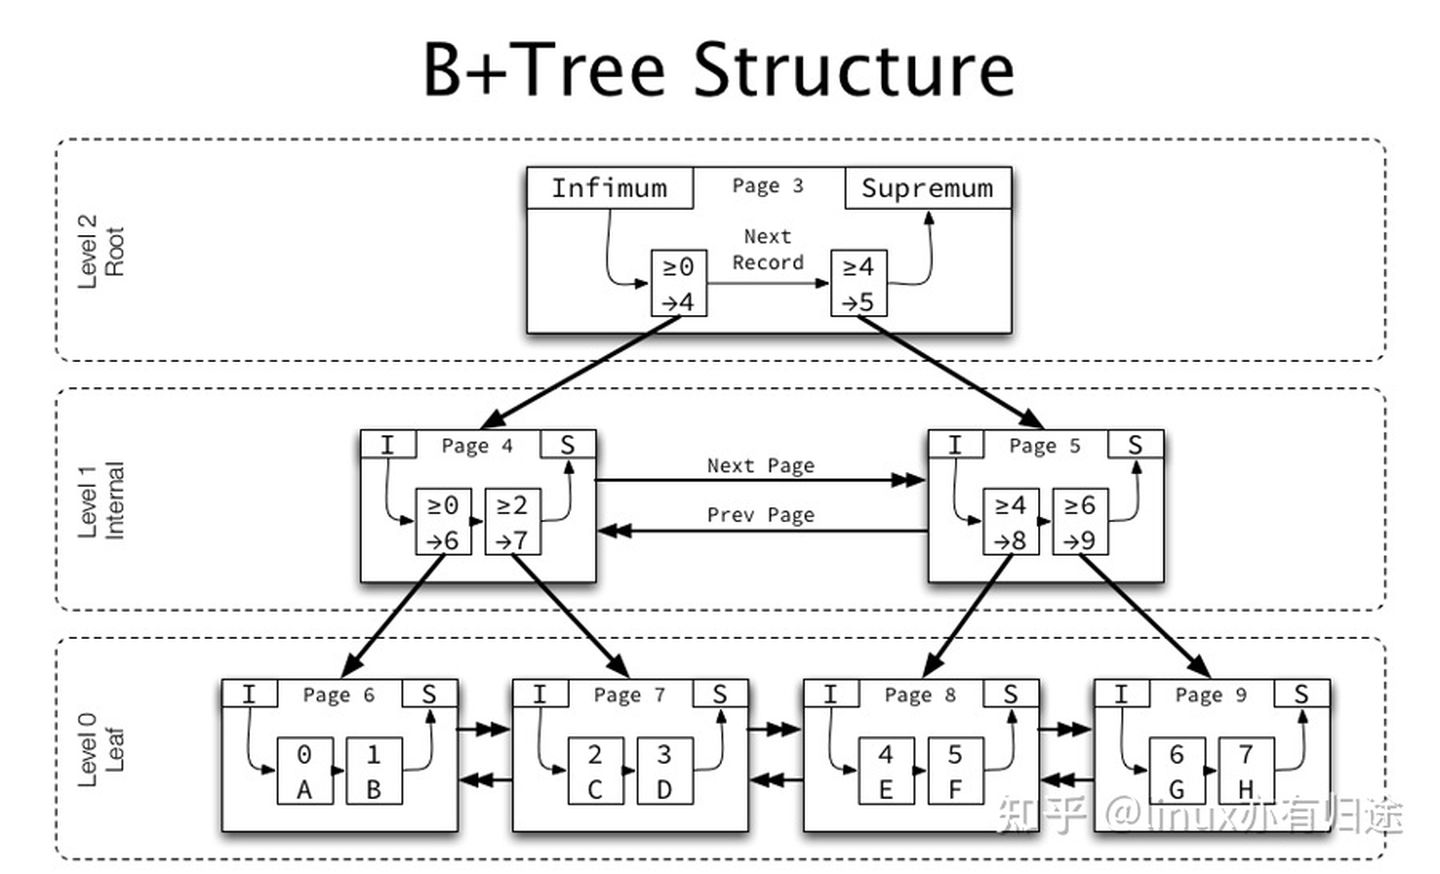 B+Tree Structure
Level 2
Root
Infimum
Page 3
Supremum
Next
Record
≥0
→4
≥4
→5
Level 1
Internal
I
Page 4
S
≥0
→6
≥2
→7
Next Page
Prev Page
I
Page 5
S
≥4
→8
≥6
→9
Level 0
Leaf
I
Page 6
S
0
A
1
B
I
Page 7
S
2
C
3
D
I
Page 8
S
4
E
5
F
I
Page 9
S
6
G
7
H
知乎 @linux亦有归途